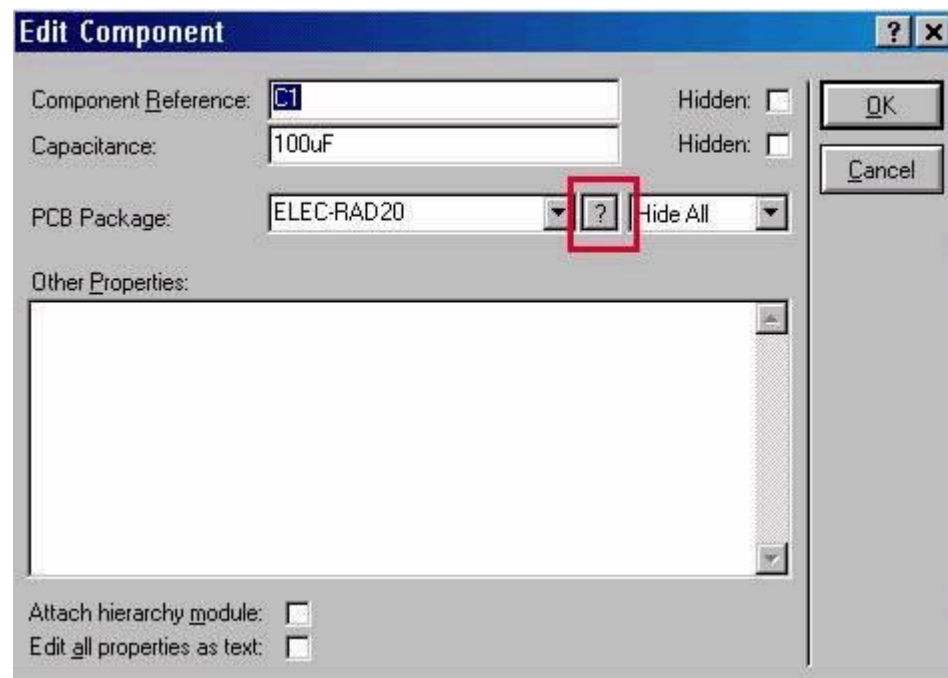 Edit Component
?
Component Reference: C1 Hidden:
OK
Capacitance: 100uF Hidden:
Cancel
PCB Package: ELEC-RAD20 ? Hide All
Other Properties:
Attach hierarchy module:
Edit all properties as text: